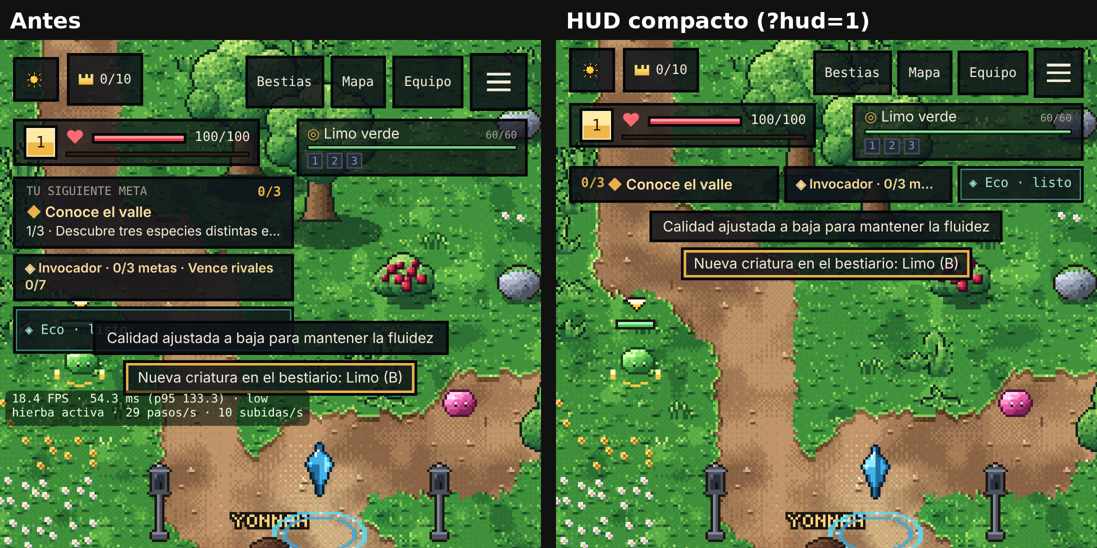 Antes
0/10
Bestias
Mapa
Equipo
1
100/100
Limo verde
60/60
1 2 3
TU SIGUIENTE META 0/3
Conoce el valle
1/3 · Descubre tres especies distintas e...
Invocador · 0/3 metas · Vence rivales
0/7
Eco · listo
Calidad ajustada a baja para mantener la fluidez
Nueva criatura en el bestiario: Limo (B)
18.4 FPS · 54.3 ms (p95 133.3) · low
hierba activa · 29 pasos/s · 10 subidas/s
YONNAH
HUD compacto (?hud=1)
0/10
Bestias
Mapa
Equipo
1
100/100
Limo verde
60/60
1 2 3
0/3 Conoce el valle
Invocador · 0/3 m...
Eco · listo
Calidad ajustada a baja para mantener la fluidez
Nueva criatura en el bestiario: Limo (B)
YONNAH